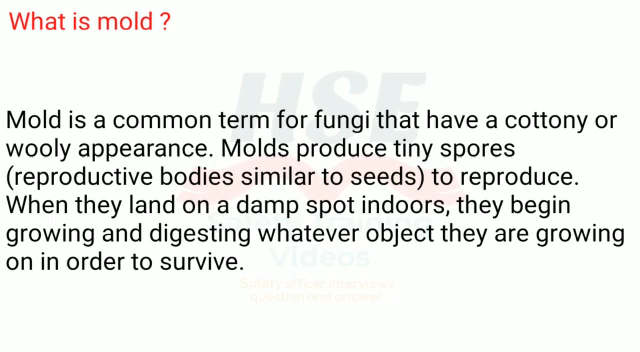 What is mold ?
HSE
Mold is a common term for fungi that have a cottony or
wooly appearance. Molds produce tiny spores
(reproductive bodies similar to seeds) to reproduce.
When they land on a damp spot indoors, they begin
growing and digesting whatever object they are growing
on in order to survive.
Videos
Safety officer interviews
question and answer